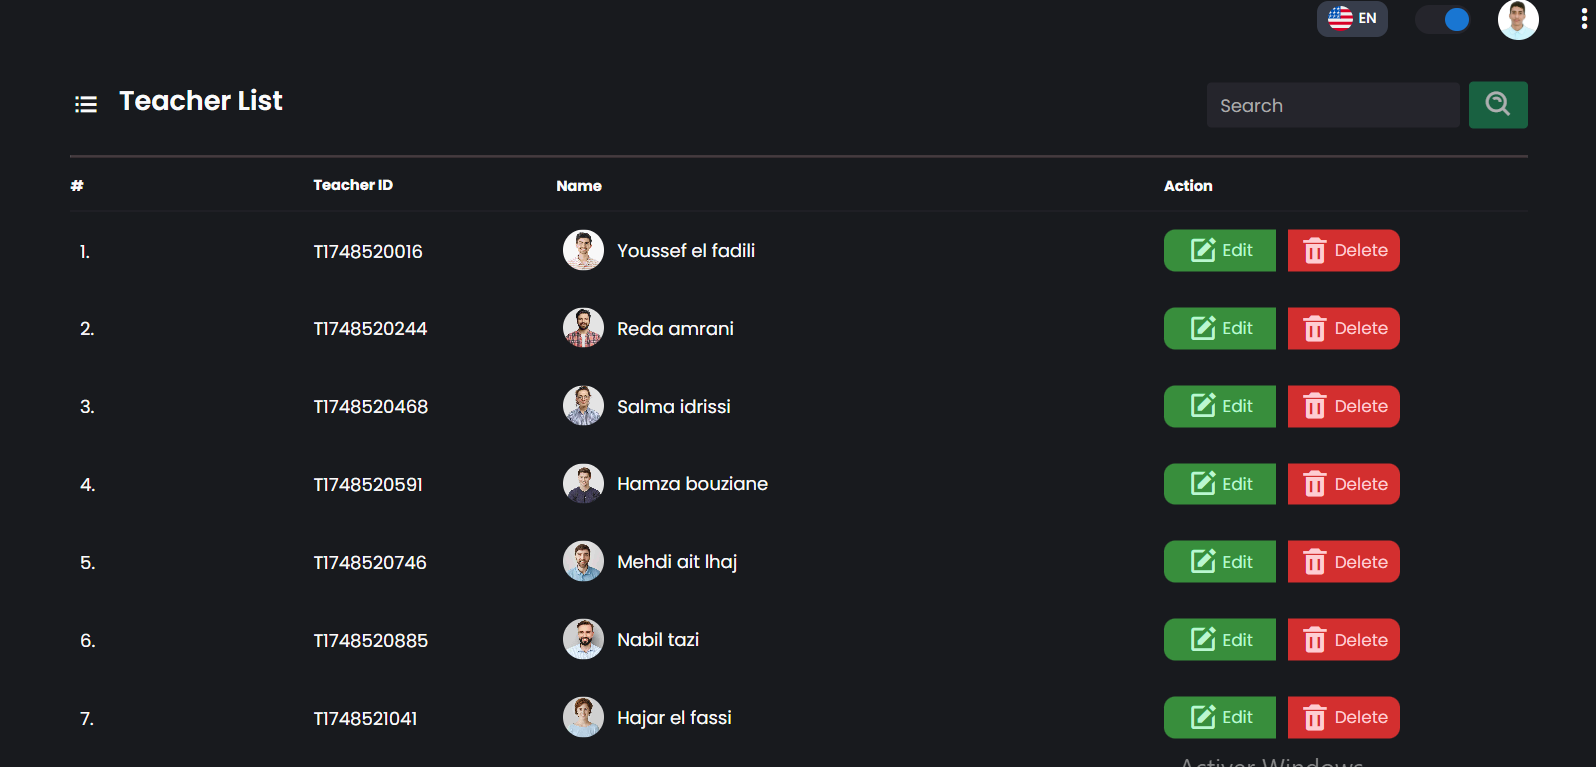 EN
Teacher List
Search
# Teacher ID Name Action
1. T1748520016 Youssef el fadili Edit Delete
2. T1748520244 Reda amrani Edit Delete
3. T1748520468 Salma idrissi Edit Delete
4. T1748520591 Hamza bouziane Edit Delete
5. T1748520746 Mehdi ait lhaj Edit Delete
6. T1748520885 Nabil tazi Edit Delete
7. T1748521041 Hajar el fassi Edit Delete
Activer Windows